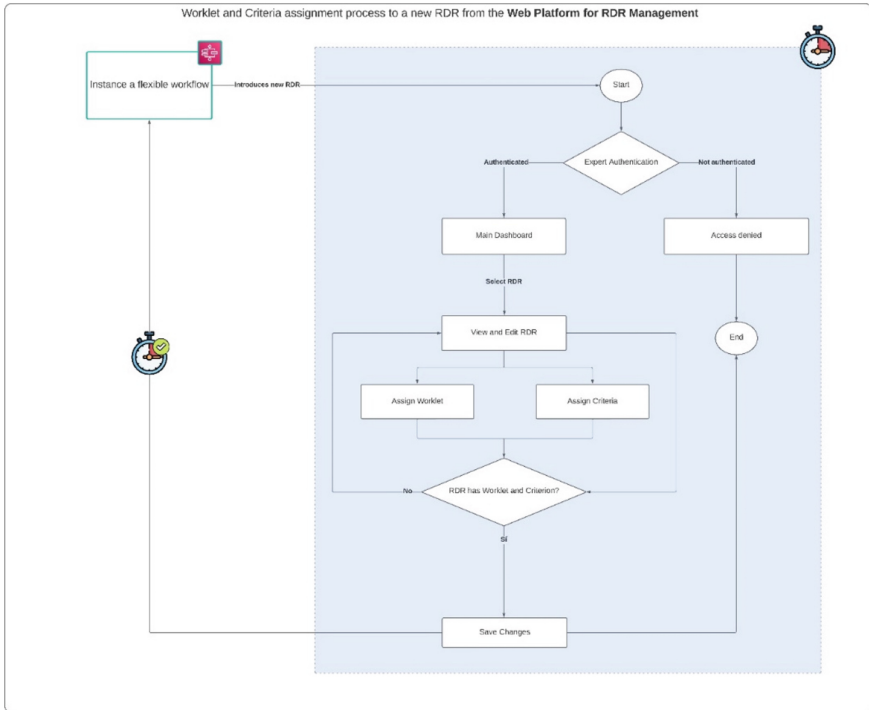 Worklet and Criteria assignment process to a new RDR from the Web Platform for RDR Management
Instance a flexible workflow
Introduces new RDR
Start
Expert Authentication
Authenticated
Not authenticated
Main Dashboard
Access denied
Select RDR
View and Edit RDR
End
Assign Worklet
Assign Criteria
RDR has Worklet and Criterion?
No
Sí
Save Changes